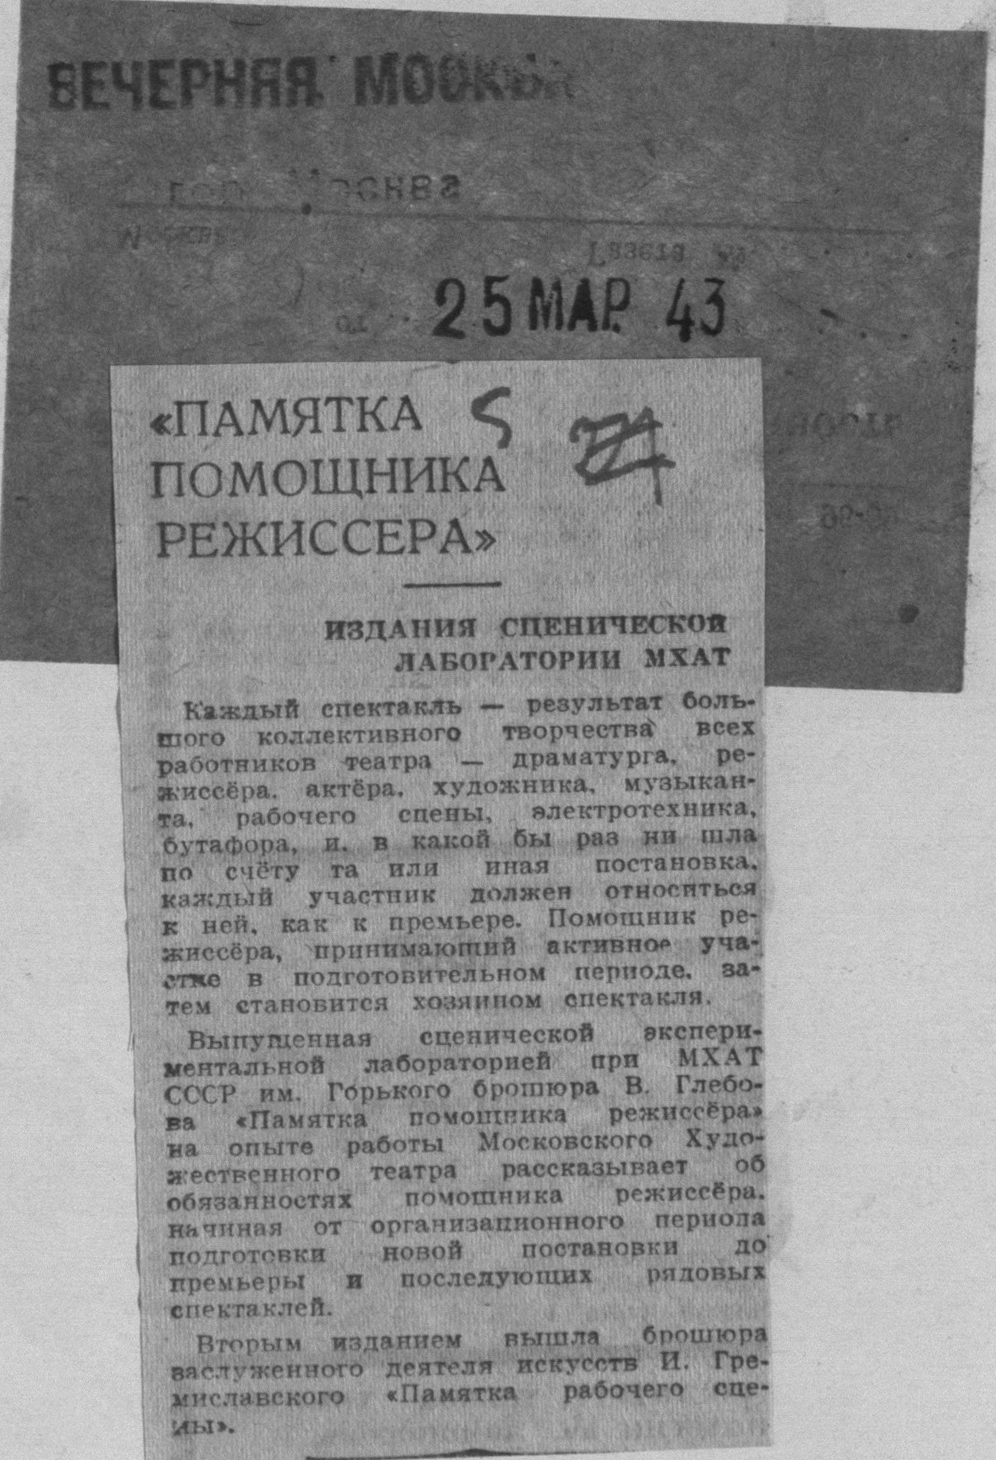 ВЕЧЕРНЯЯ МОСКВА
25 МАР. 43
«ПАМЯТКА
ПОМОЩНИКА
РЕЖИССЕРА»
ИЗДАНИЯ СЦЕНИЧЕСКОЙ
ЛАБОРАТОРИИ МХАТ
Каждый спектакль — результат боль-
шого коллективного творчества всех
работников театра — драматурга, ре-
жиссёра, актёра, художника, музыкан-
та, рабочего сцены, электротехника,
бутафора, и, в какой бы раз ни шла
по счёту та или иная постановка,
каждый участник должен относиться
к ней, как к премьере. Помощник ре-
жиссёра, принимающий активное уча-
стие в подготовительном периоде, за-
тем становится хозяином спектакля.
Выпущенная сценической экспери-
ментальной лабораторией при МХАТ
СССР им. Горького брошюра В. Глебо-
ва «Памятка помощника режиссёра»
на опыте работы Московского Худо-
жественного театра рассказывает об
обязанностях помощника режиссёра,
начиная от организационного периода
подготовки новой постановки до
премьеры и последующих рядовых
спектаклей.
Вторым изданием вышла брошюра
заслуженного деятеля искусств И. Гре-
миславского «Памятка рабочего сце-
ны».